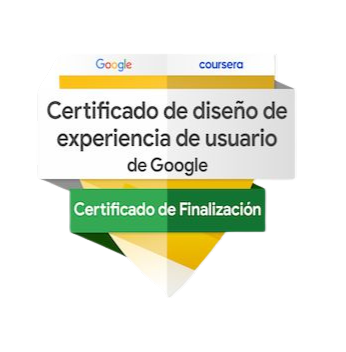 Google coursera
Certificado de diseño de
experiencia de usuario
de Google
Certificado de Finalización